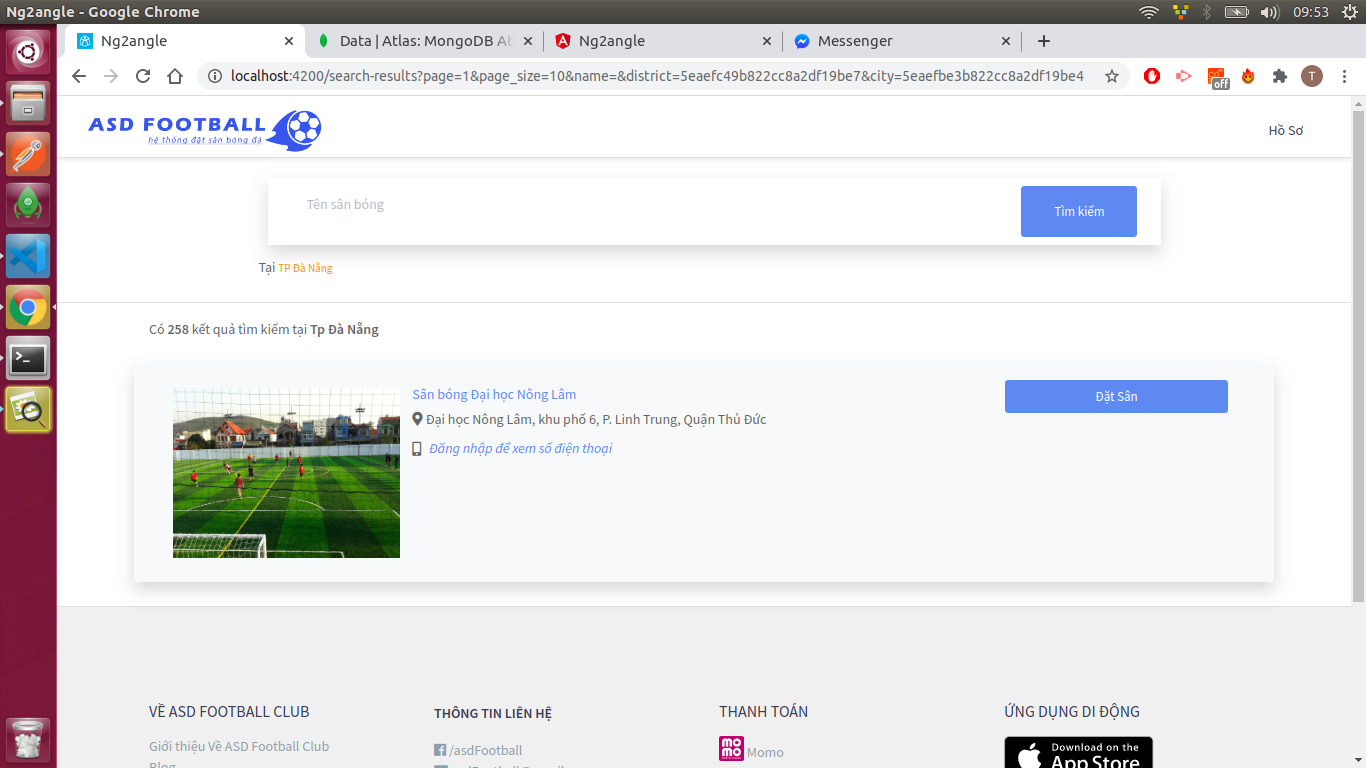 Ng2angle - Google Chrome
09:53
Ng2angle
Data | Atlas: MongoDB At
Ng2angle
Messenger
localhost:4200/search-results?page=1&page_size=10&name=&district=5eaefc49b822cc8a2df19be7&city=5eaefbe3b822cc8a2df19be4
off
T
ASD FOOTBALL
hệ thống đặt sân bóng đá
Hồ Sơ
Tên sân bóng
Tìm kiếm
Tại TP Đà Nẵng
Có 258 kết quả tìm kiếm tại Tp Đà Nẵng
Sân bóng Đại học Nông Lâm
Đặt Sân
Đại học Nông Lâm, khu phố 6, P. Linh Trung, Quận Thủ Đức
Đăng nhập để xem số điện thoại
VỀ ASD FOOTBALL CLUB
THÔNG TIN LIÊN HỆ
THANH TOÁN
ỨNG DỤNG DI ĐỘNG
Giới thiệu Về ASD Football Club
/asdFootball
mo
mo
Momo
Download on the
App Store
Blog